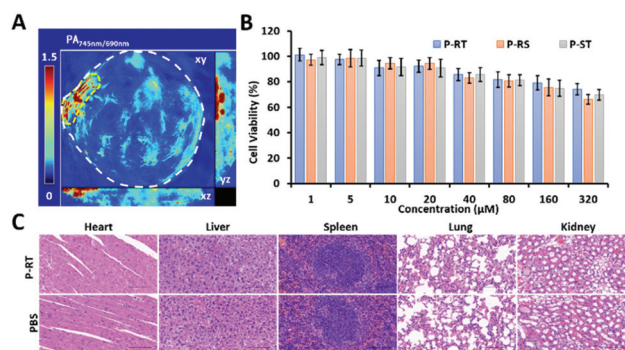 A
PA745nm/690nm
1.5
0
xy
yz
xz
B
P-RT P-RS P-ST
Cell Viability (%)
120
100
80
60
40
20
0
1 5 10 20 40 80 160 320
Concentration (μM)
C
Heart Liver Spleen Lung Kidney
P-RT
PBS